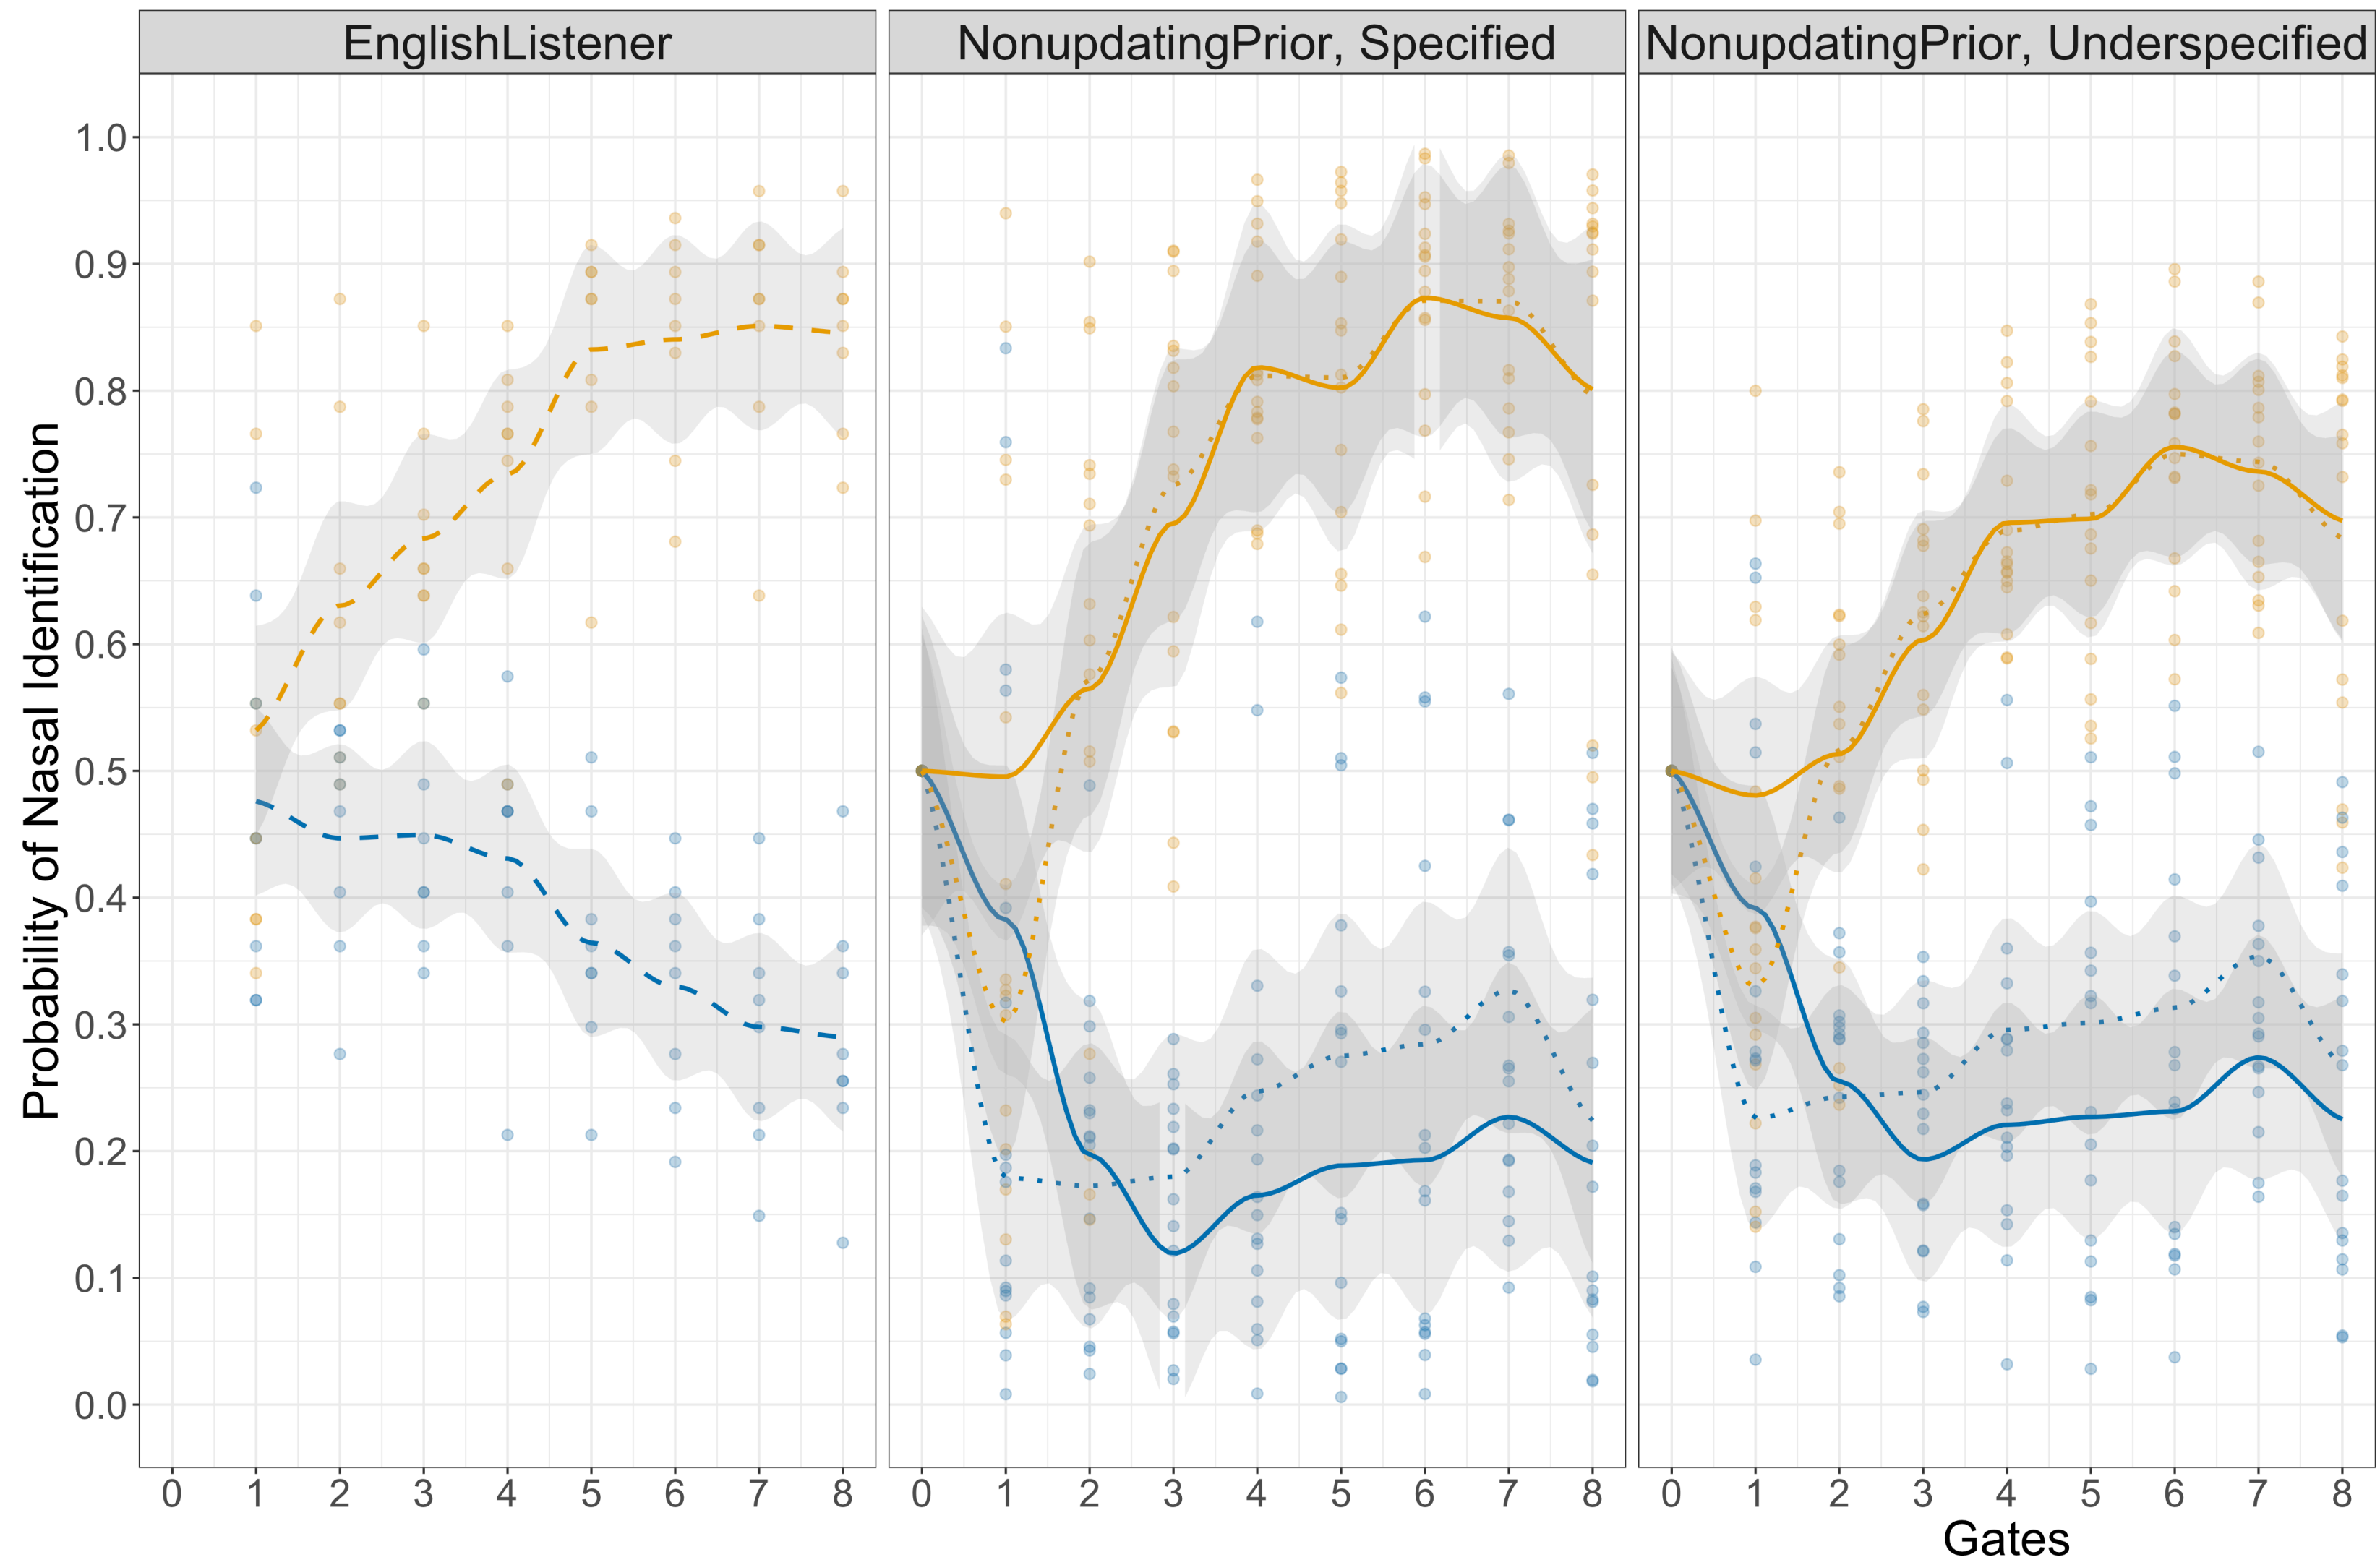 EnglishListener
NonupdatingPrior, Specified
NonupdatingPrior, Underspecified
Probability of Nasal Identification
1.0
0.9
0.8
0.7
0.6
0.5
0.4
0.3
0.2
0.1
0.0
0 1 2 3 4 5 6 7 8
0 1 2 3 4 5 6 7 8
0 1 2 3 4 5 6 7 8
Gates